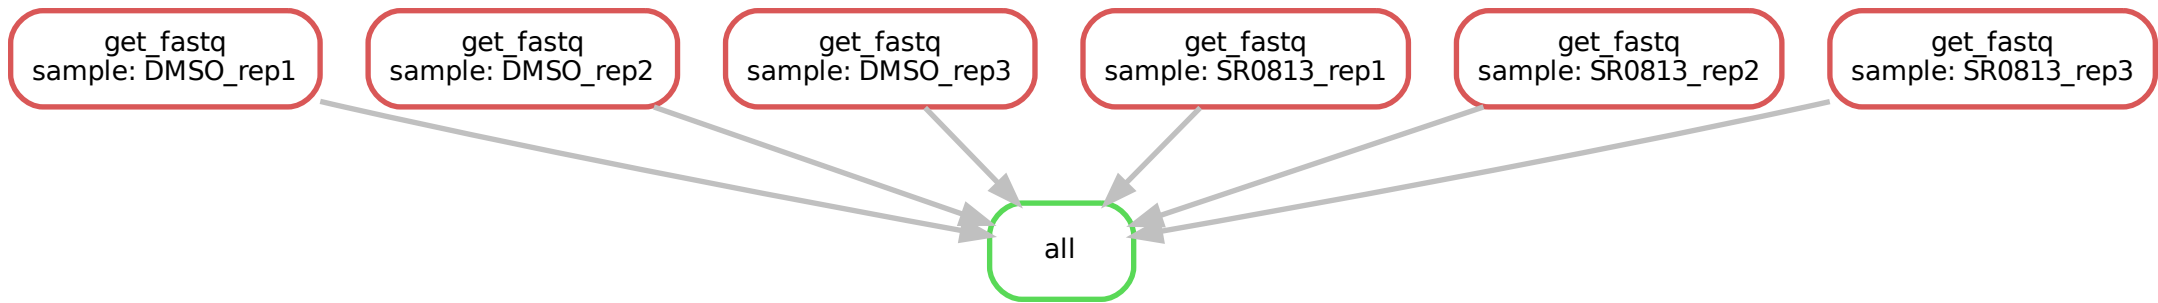 get_fastq
sample: DMSO_rep1
get_fastq
sample: DMSO_rep2
get_fastq
sample: DMSO_rep3
get_fastq
sample: SR0813_rep1
get_fastq
sample: SR0813_rep2
get_fastq
sample: SR0813_rep3
all